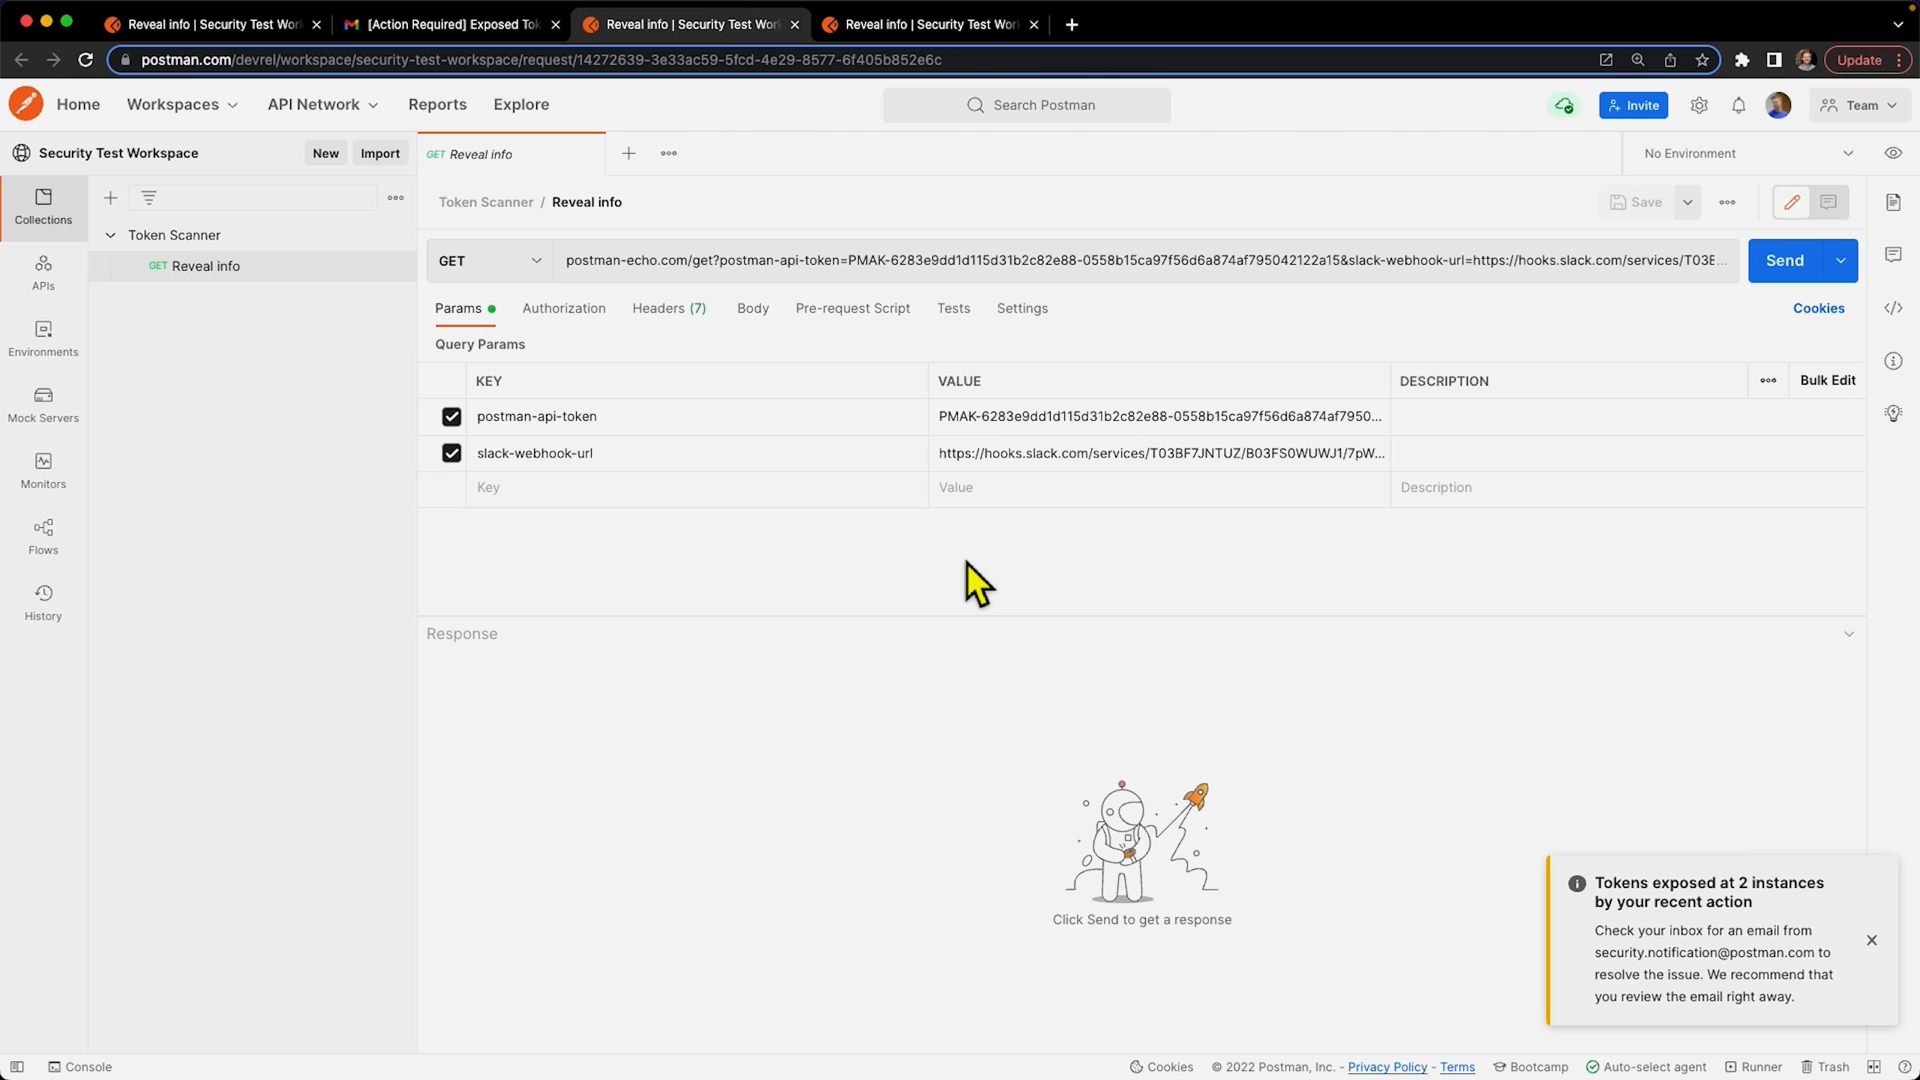 Reveal info | Security Test Wor
[Action Required] Exposed Tok
Reveal info | Security Test Work
Reveal info | Security Test Wor
postman.com/devrel/workspace/security-test-workspace/request/14272639-3e33ac59-5fcd-4e29-8577-6f405b852e6c
Update
Home
Workspaces
API Network
Reports
Explore
Search Postman
Invite
Team
Security Test Workspace
New
Import
GET Reveal info
No Environment
Collections
APIs
Environments
Mock Servers
Monitors
Flows
History
Token Scanner
GET Reveal info
Token Scanner / Reveal info
Save
GET
postman-echo.com/get?postman-api-token=PMAK-6283e9dd1d115d31b2c82e88-0558b15ca97f56d6a874af795042122a15&slack-webhook-url=https://hooks.slack.com/services/T03E...
Send
Params
Authorization
Headers (7)
Body
Pre-request Script
Tests
Settings
Cookies
Query Params
KEY
VALUE
DESCRIPTION
Bulk Edit
postman-api-token
PMAK-6283e9dd1d115d31b2c82e88-0558b15ca97f56d6a874af7950...
slack-webhook-url
https://hooks.slack.com/services/T03BF7JNTUZ/B03FS0WUWJ1/7pW...
Key
Value
Description
Response
Click Send to get a response
Tokens exposed at 2 instances
by your recent action
Check your inbox for an email from
security.notification@postman.com to
resolve the issue. We recommend that
you review the email right away.
Console
Cookies
© 2022 Postman, Inc. - Privacy Policy - Terms
Bootcamp
Auto-select agent
Runner
Trash